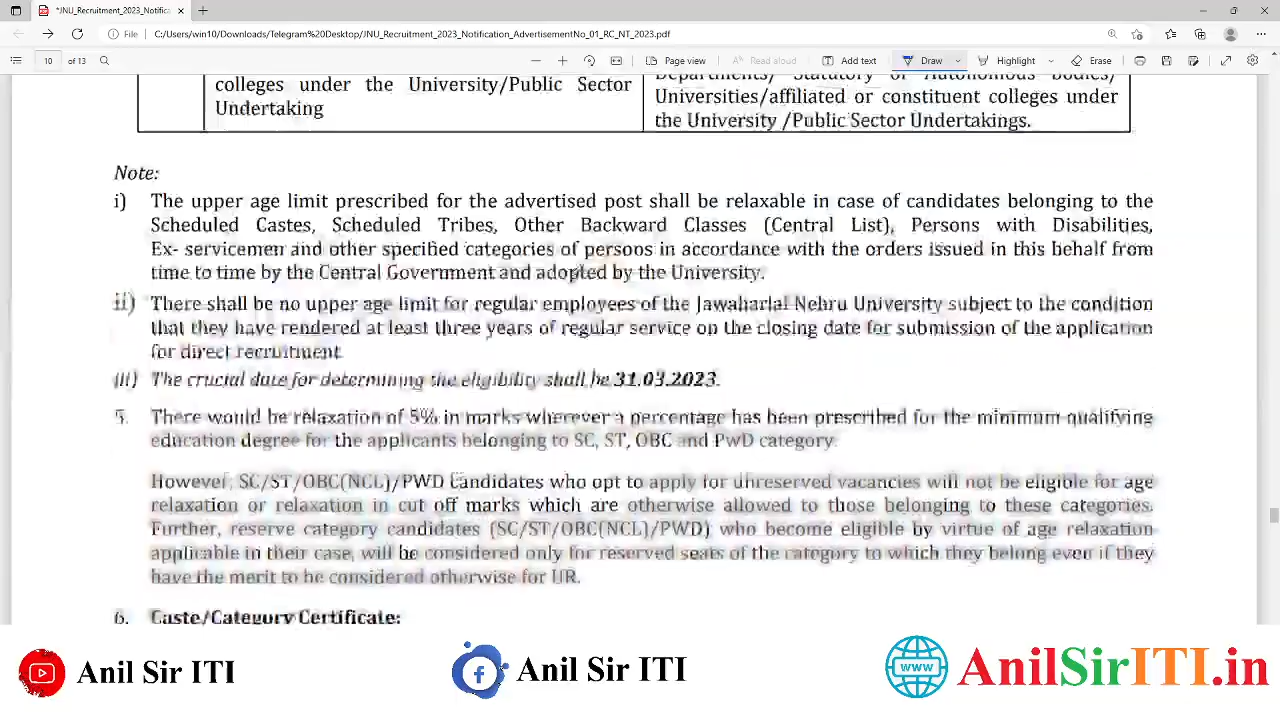 *JNU_Recruitment_2023_Notifica
File C:/Users/win10/Downloads/Telegram%20Desktop/JNU_Recruitment_2023_Notification_AdvertisementNo_01_RC_NT_2023.pdf
10 of 13 Page view Read aloud Add text Draw Highlight Erase
colleges under the University/Public Sector
Undertaking
Departments/ Statutory or Autonomous bodies/
Universities/affiliated or constituent colleges under
the University /Public Sector Undertakings.
Note:
i) The upper age limit prescribed for the advertised post shall be relaxable in case of candidates belonging to the
Scheduled Castes, Scheduled Tribes, Other Backward Classes (Central List), Persons with Disabilities,
Ex- servicemen and other specified categories of persons in accordance with the orders issued in this behalf from
time to time by the Central Government and adopted by the University.
ii) There shall be no upper age limit for regular employees of the Jawaharlal Nehru University subject to the condition
that they have rendered at least three years of regular service on the closing date for submission of the application
for direct recruitment
iii) The crucial date for determining the eligibility shall be 31.03.2023.
5. There would be relaxation of 5% in marks wherever a percentage has been prescribed for the minimum qualifying
education degree for the applicants belonging to SC, ST, OBC and PwD category.
However, SC/ST/OBC(NCL)/PWD candidates who opt to apply for unreserved vacancies will not be eligible for age
relaxation or relaxation in cut off marks which are otherwise allowed to those belonging to these categories.
Further, reserve category candidates (SC/ST/OBC(NCL)/PWD) who become eligible by virtue of age relaxation
applicable in their case, will be considered only for reserved seats of the category to which they belong even if they
have the merit to be considered otherwise for UR.
6. Caste/Category Certificate:
Anil Sir ITI
Anil Sir ITI
www
AnilSirITI.in